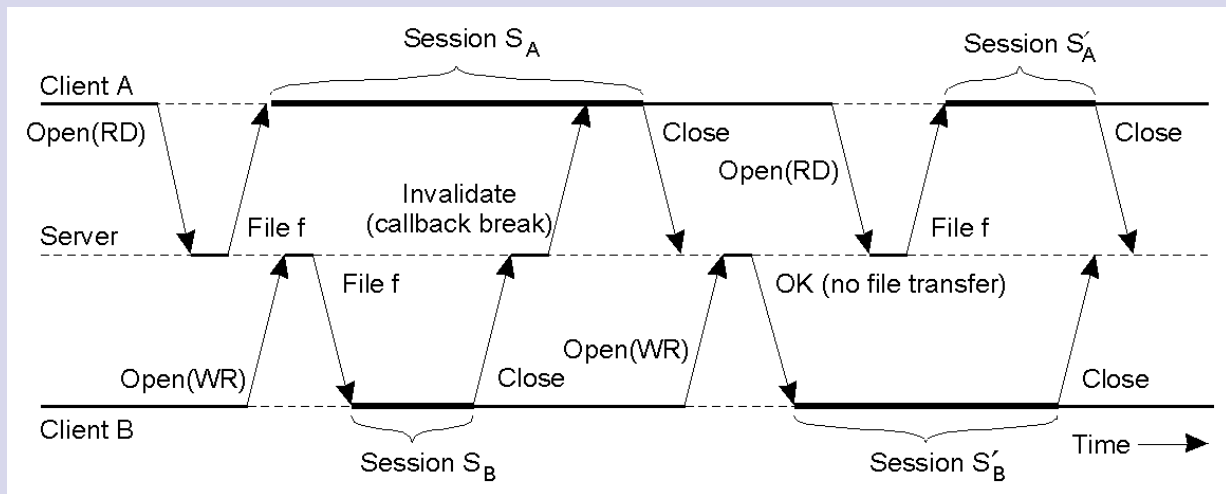 Session S_A
Session S′_A
Client A
Open(RD)
Close
Close
Open(RD)
Invalidate
(callback break)
Server
File f
File f
File f
OK (no file transfer)
Open(WR)
Close
Open(WR)
Close
Client B
Time
Session S_B
Session S′_B